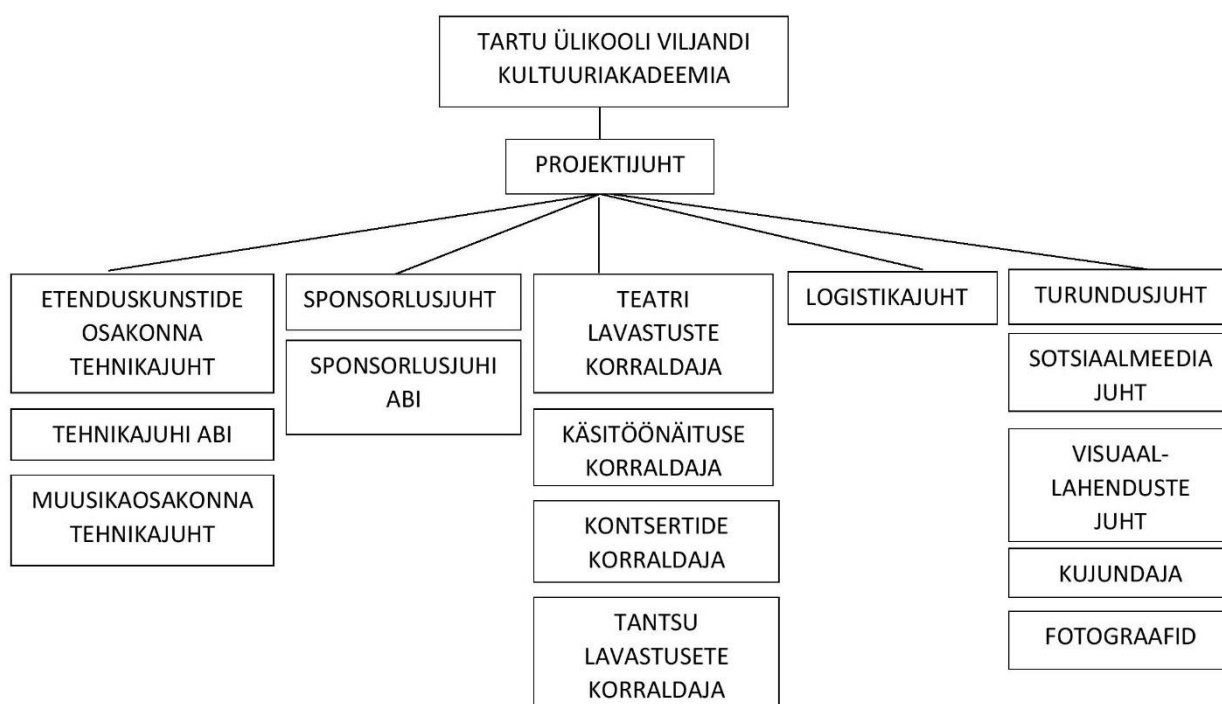 TARTU ÜLIKOOLI VILJANDI
KULTUURIAKADEEMIA
PROJEKTIJUHT
ETENDUSKUNSTIDE
OSAKONNA
TEHNIKAJUHT
TEHNIKAJUHI ABI
MUUSIKAOSAKONNA
TEHNIKAJUHT
SPONSORLUSJUHT
SPONSORLUSJUHI
ABI
TEATRI
LAVASTUSTE
KORRALDAJA
KÄSITÖÖNÄITUSE
KORRALDAJA
KONTSERTIDE
KORRALDAJA
TANTSU
LAVASTUSETE
KORRALDAJA
LOGISTIKAJUHT
TURUNDUSJUHT
SOTSIAALMEEDIA
JUHT
VISUAAL-
LAHENDUSTE
JUHT
KUJUNDAJA
FOTOGRAAFID